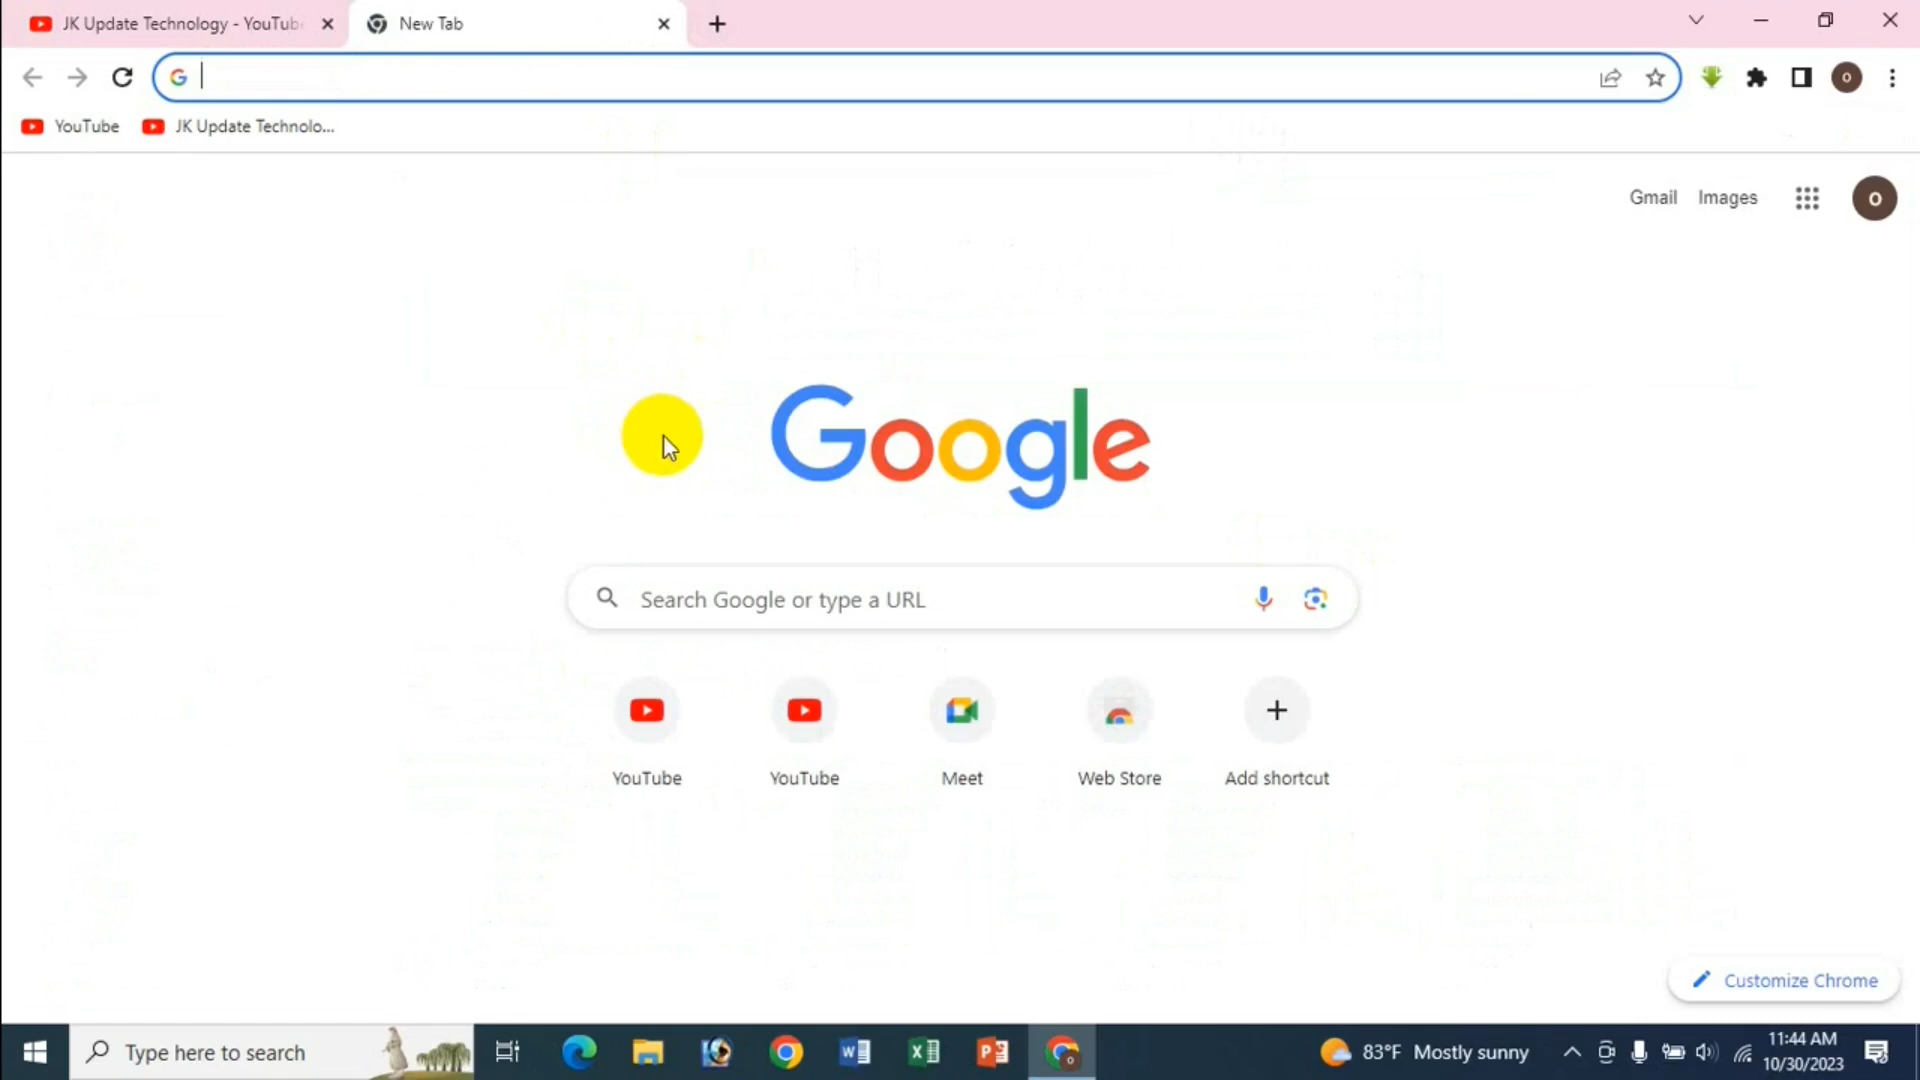 JK Update Technology - YouTube
New Tab
YouTube
JK Update Technolo...
Gmail
Images
O
Google
Search Google or type a URL
YouTube
YouTube
Meet
Web Store
Add shortcut
Customize Chrome
Type here to search
83°F Mostly sunny
11:44 AM
10/30/2023